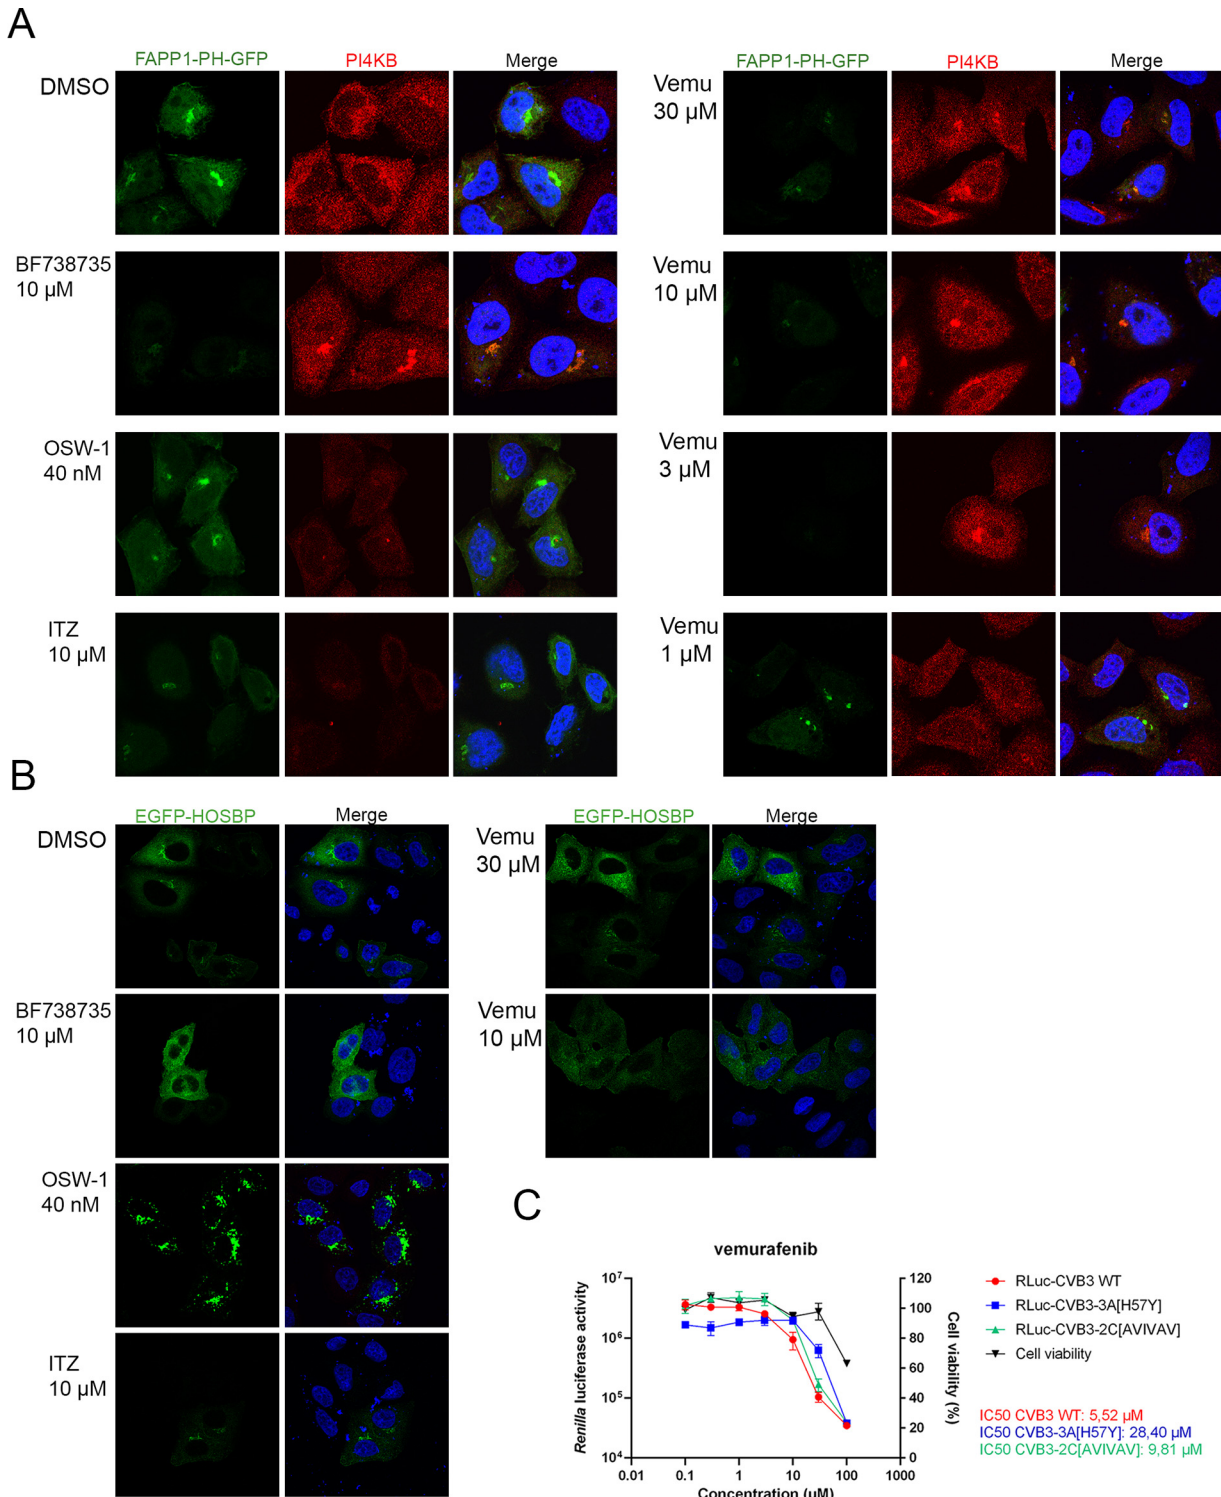 A
FAPP1-PH-GFP PI4KB Merge
DMSO
BF738735
10 µM
OSW-1
40 nM
ITZ
10 µM
FAPP1-PH-GFP PI4KB Merge
Vemu
30 µM
Vemu
10 µM
Vemu
3 µM
Vemu
1 µM
B
EGFP-HOSBP Merge
DMSO
BF738735
10 µM
OSW-1
40 nM
ITZ
10 µM
EGFP-HOSBP Merge
Vemu
30 µM
Vemu
10 µM
C
vemurafenib
Renilla luciferase activity
10⁷
10⁶
10⁵
10⁴
120
100
80
60
40
20
0
Cell viability (%)
0.01 0.1 1 10 100 1000
Concentration (uM)
RLuc-CVB3 WT
RLuc-CVB3-3A[H57Y]
RLuc-CVB3-2C[AVIVAV]
Cell viability
IC50 CVB3 WT: 5,52 µM
IC50 CVB3-3A[H57Y]: 28,40 µM
IC50 CVB3-2C[AVIVAV]: 9,81 µM